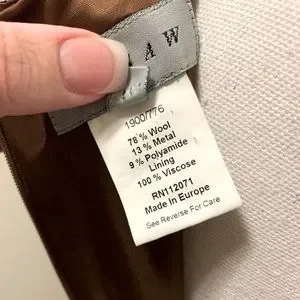 A W
1900/776
78 % Wool
13 % Metal
9 % Polyamide
Lining
100 % Viscose
RN112071
Made in Europe
See Reverse For Care